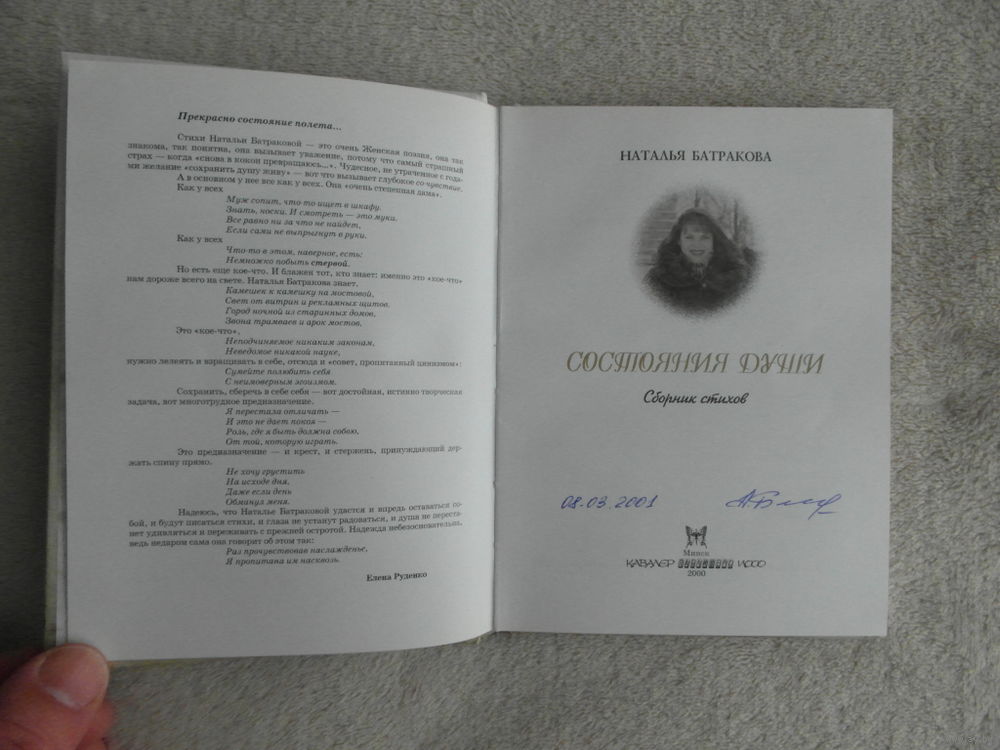 Прекрасно состояние полета...
Стихи Натальи Батраковой — это очень Женская поэзия, она так
знакома, так понятна, она вызывает уважение, потому что самый страшный
страх — когда «снова в кокон превращаюсь...». Чудесное, не утраченное с года-
ми желание «сохранить душу живу» — вот что вызывает глубокое со-чувствие.
А в основном у нее все как у всех. Она «очень степенная дама».
Как у всех
Муж сопит, что-то ищет в шкафу.
Знать, носки. И смотреть — это муки.
Все равно ни за что не найдет,
Если сами не выпрыгнут в руки.
Как у всех
Что-то в этом, наверное, есть:
Немножко побыть стервой.
Но есть еще кое-что. И блажен тот, кто знает: именно это «кое-что»
нам дороже всего на свете. Наталья Батракова знает.
Камешек к камешку на мостовой,
Свет от витрин и рекламных щитов.
Город ночной из старинных домов,
Звона трамваев и арок мостов.
Это «кое-что»,
Неподчиняемое никаким законам,
Неведомое никакой науке,
нужно лелеять и взращивать в себе, отсюда и «совет, пропитанный цинизмом»:
Сумейте полюбить себя
С неимоверным эгоизмом.
Сохранить, сберечь в себе себя — вот достойная, истинно творческая
задача, вот многотрудное предназначение.
Я перестала отличать —
И это не дает покоя —
Роль, где я быть должна собою,
От той, которую играть.
Это предназначение — и крест, и стержень, принуждающий дер-
жать спину прямо.
Не хочу грустить
На исходе дня,
Даже если день
Обманул меня.
Надеюсь, что Наталье Батраковой удастся и впредь оставаться со-
бой, и будут писаться стихи, и глаза не устанут радоваться, и душа не переста-
нет удивляться и переживать с прежней остротой. Надежда небезосновательна,
ведь недаром сама она говорит об этом так:
Раз прочувствовав наслажденье,
Я пропитана им насквозь.
Елена Руденко
НАТАЛЬЯ БАТРАКОВА
СОСТОЯНИЯ ДУШИ
Сборник стихов
08.03.2001
Минск
КАВАЛЕР
2000